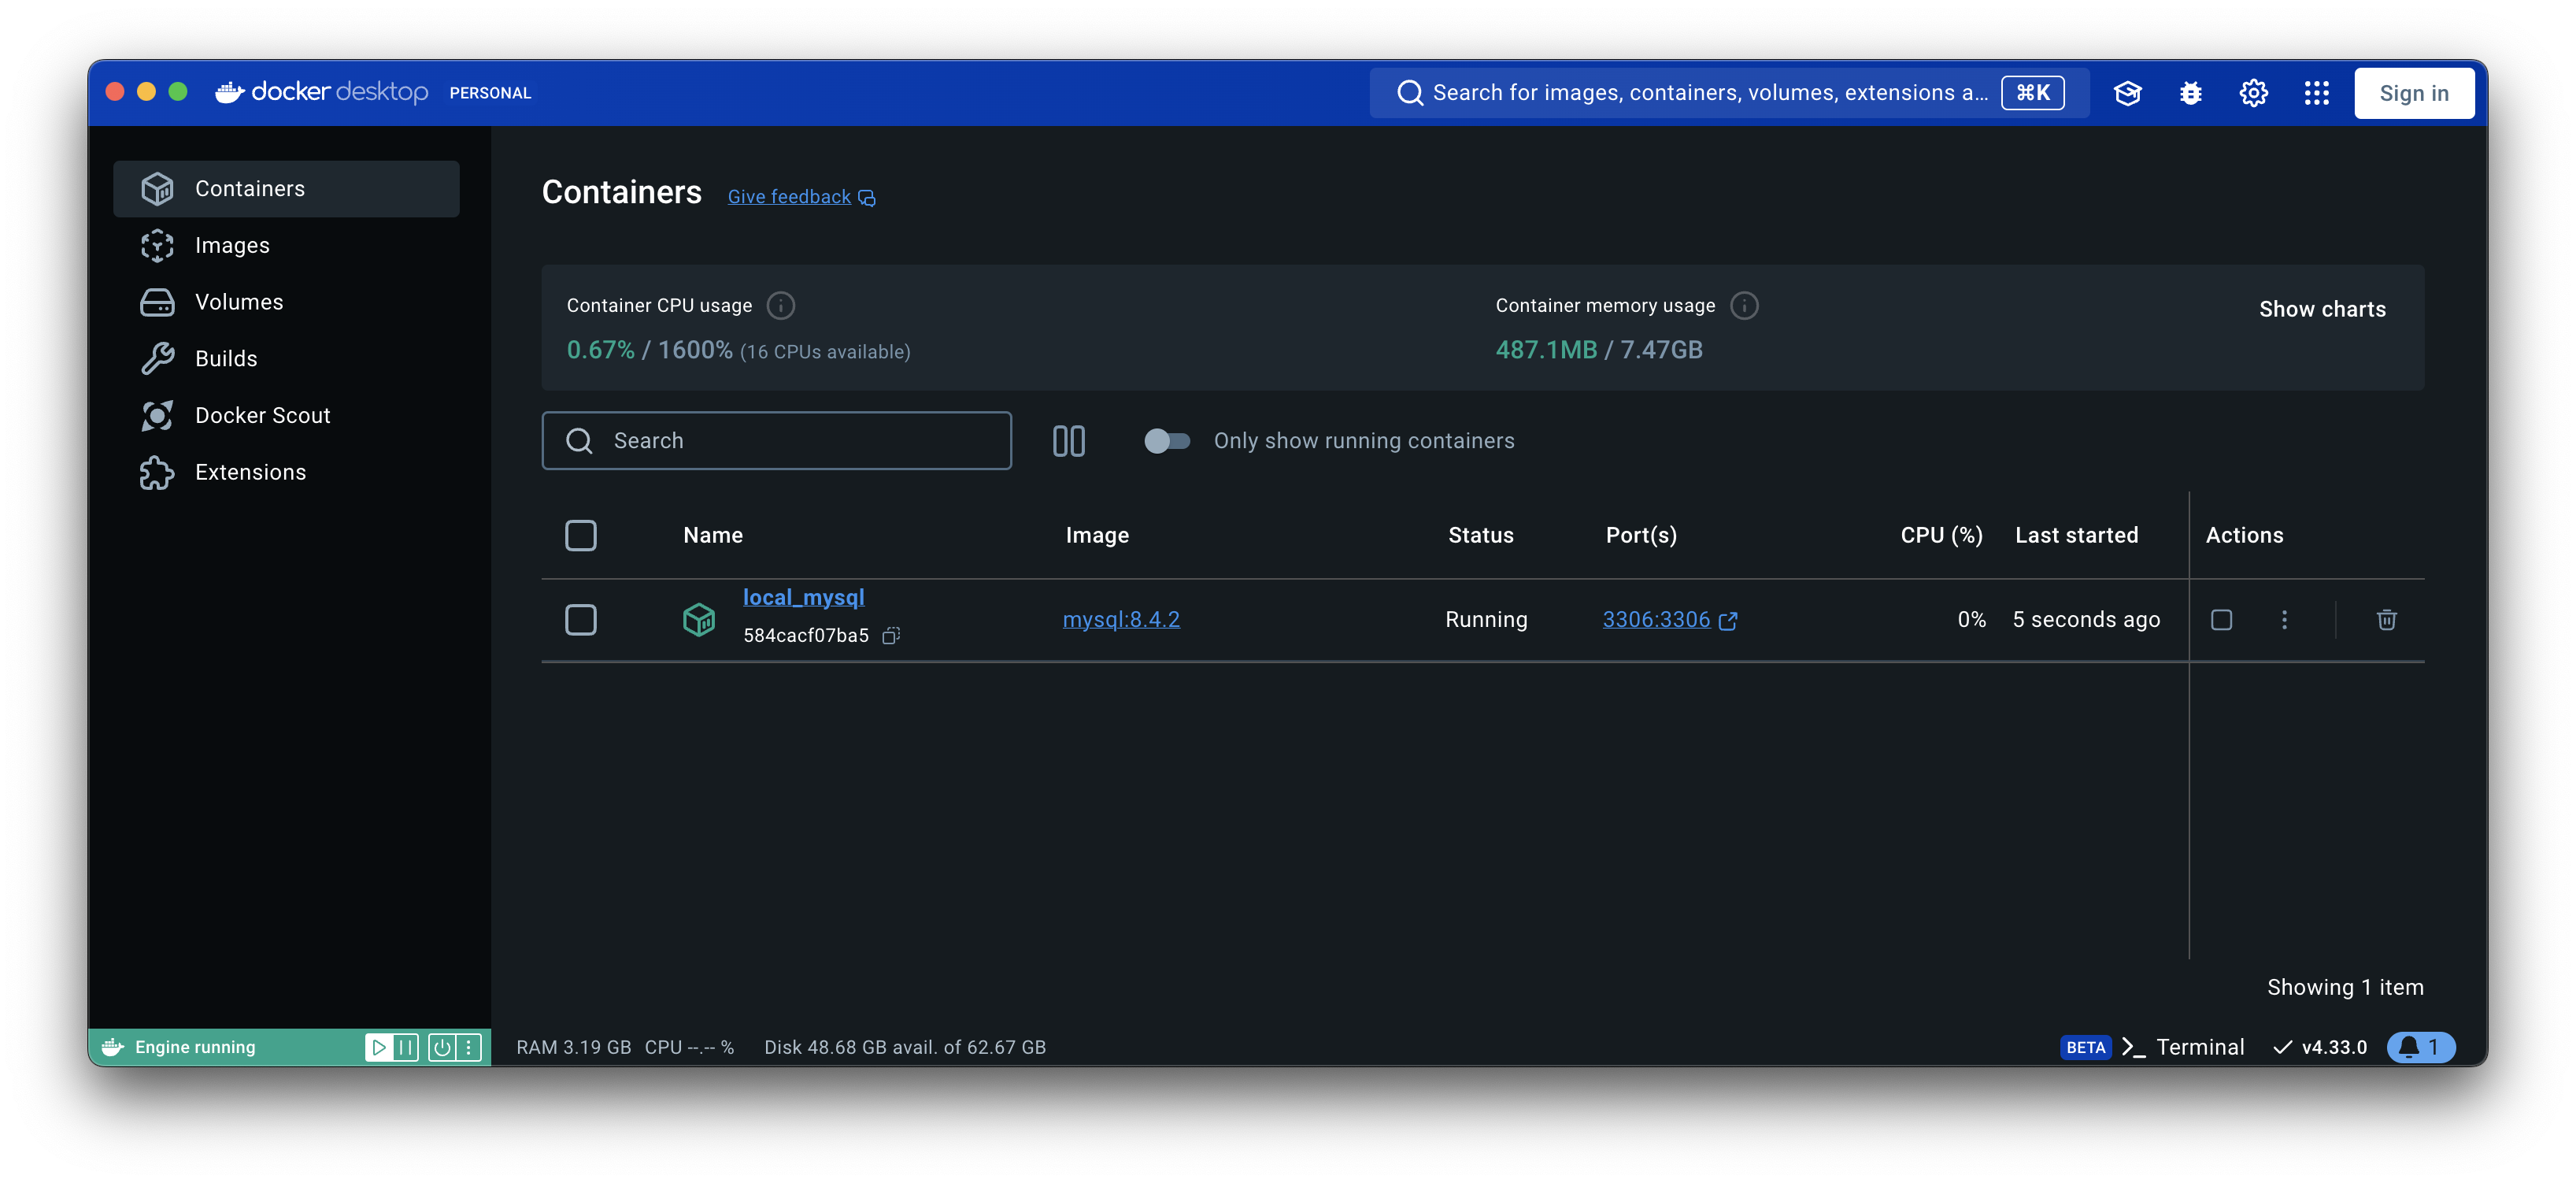 docker desktop PERSONAL
Search for images, containers, volumes, extensions a... ⌘K
Sign in
Containers
Images
Volumes
Builds
Docker Scout
Extensions
Containers Give feedback
Container CPU usage
0.67% / 1600% (16 CPUs available)
Container memory usage
487.1MB / 7.47GB
Show charts
Search
Only show running containers
Name Image Status Port(s) CPU (%) Last started Actions
local_mysql
584cacf07ba5
mysql:8.4.2 Running 3306:3306 0% 5 seconds ago
Showing 1 item
Engine running
RAM 3.19 GB CPU --.-- % Disk 48.68 GB avail. of 62.67 GB
BETA >_ Terminal v4.33.0 1